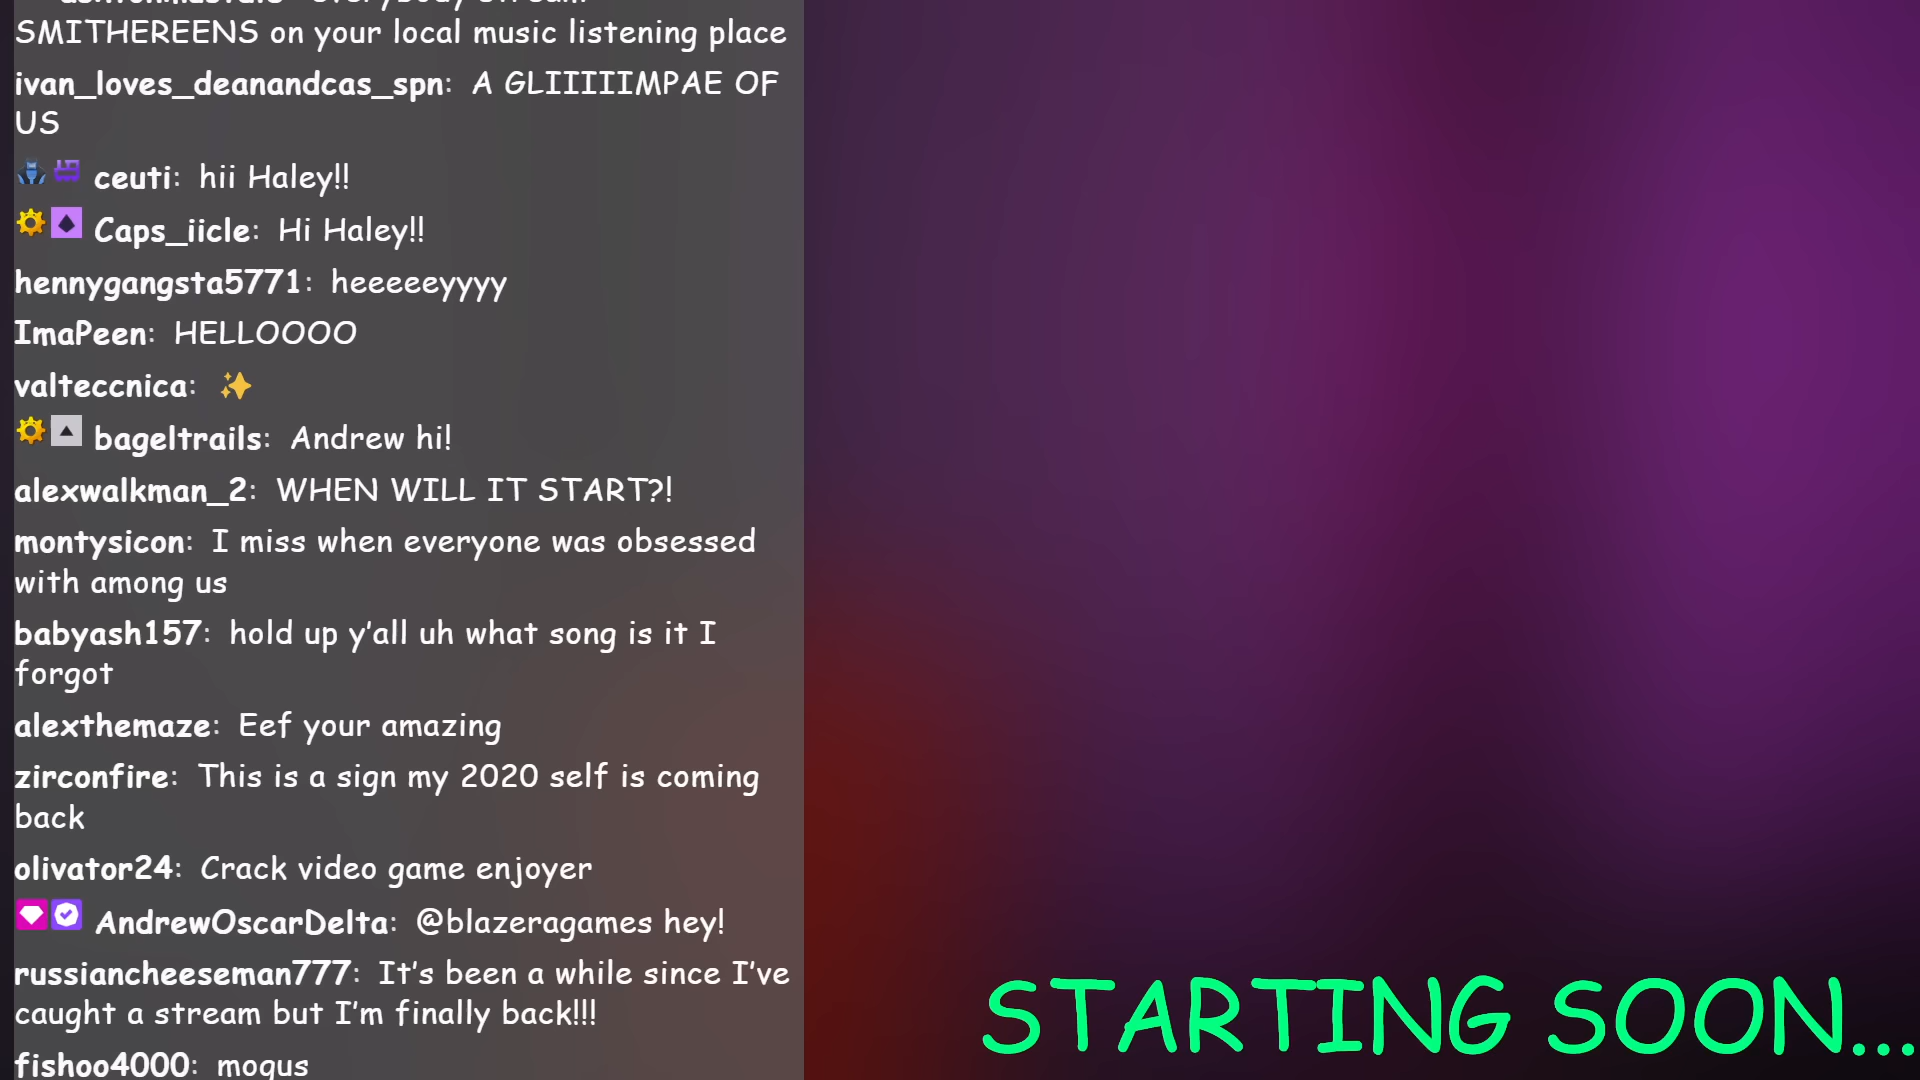 SMITHEREENS on your local music listening place
ivan_loves_deanandcas_spn: A GLIIIIIMPAE OF
US
ceuti: hii Haley!!
Caps_iicle: Hi Haley!!
hennygangsta5771: heeeeeyyyy
ImaPeen: HELLOOOO
valteccnica: ✨
bageltrails: Andrew hi!
alexwalkman_2: WHEN WILL IT START?!
montysicon: I miss when everyone was obsessed
with among us
babyash157: hold up y'all uh what song is it I
forgot
alexthemaze: Eef your amazing
zirconfire: This is a sign my 2020 self is coming
back
olivator24: Crack video game enjoyer
AndrewOscarDelta: @blazeragames hey!
russiancheeseman777: It's been a while since I've
caught a stream but I'm finally back!!!
fishoo4000: mogus
STARTING SOON...